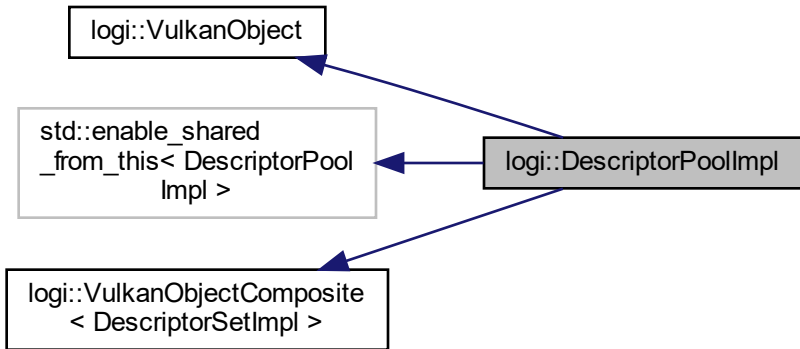 logi::VulkanObject
std::enable_shared
_from_this< DescriptorPool
Impl >
logi::DescriptorPoolImpl
logi::VulkanObjectComposite
< DescriptorSetImpl >